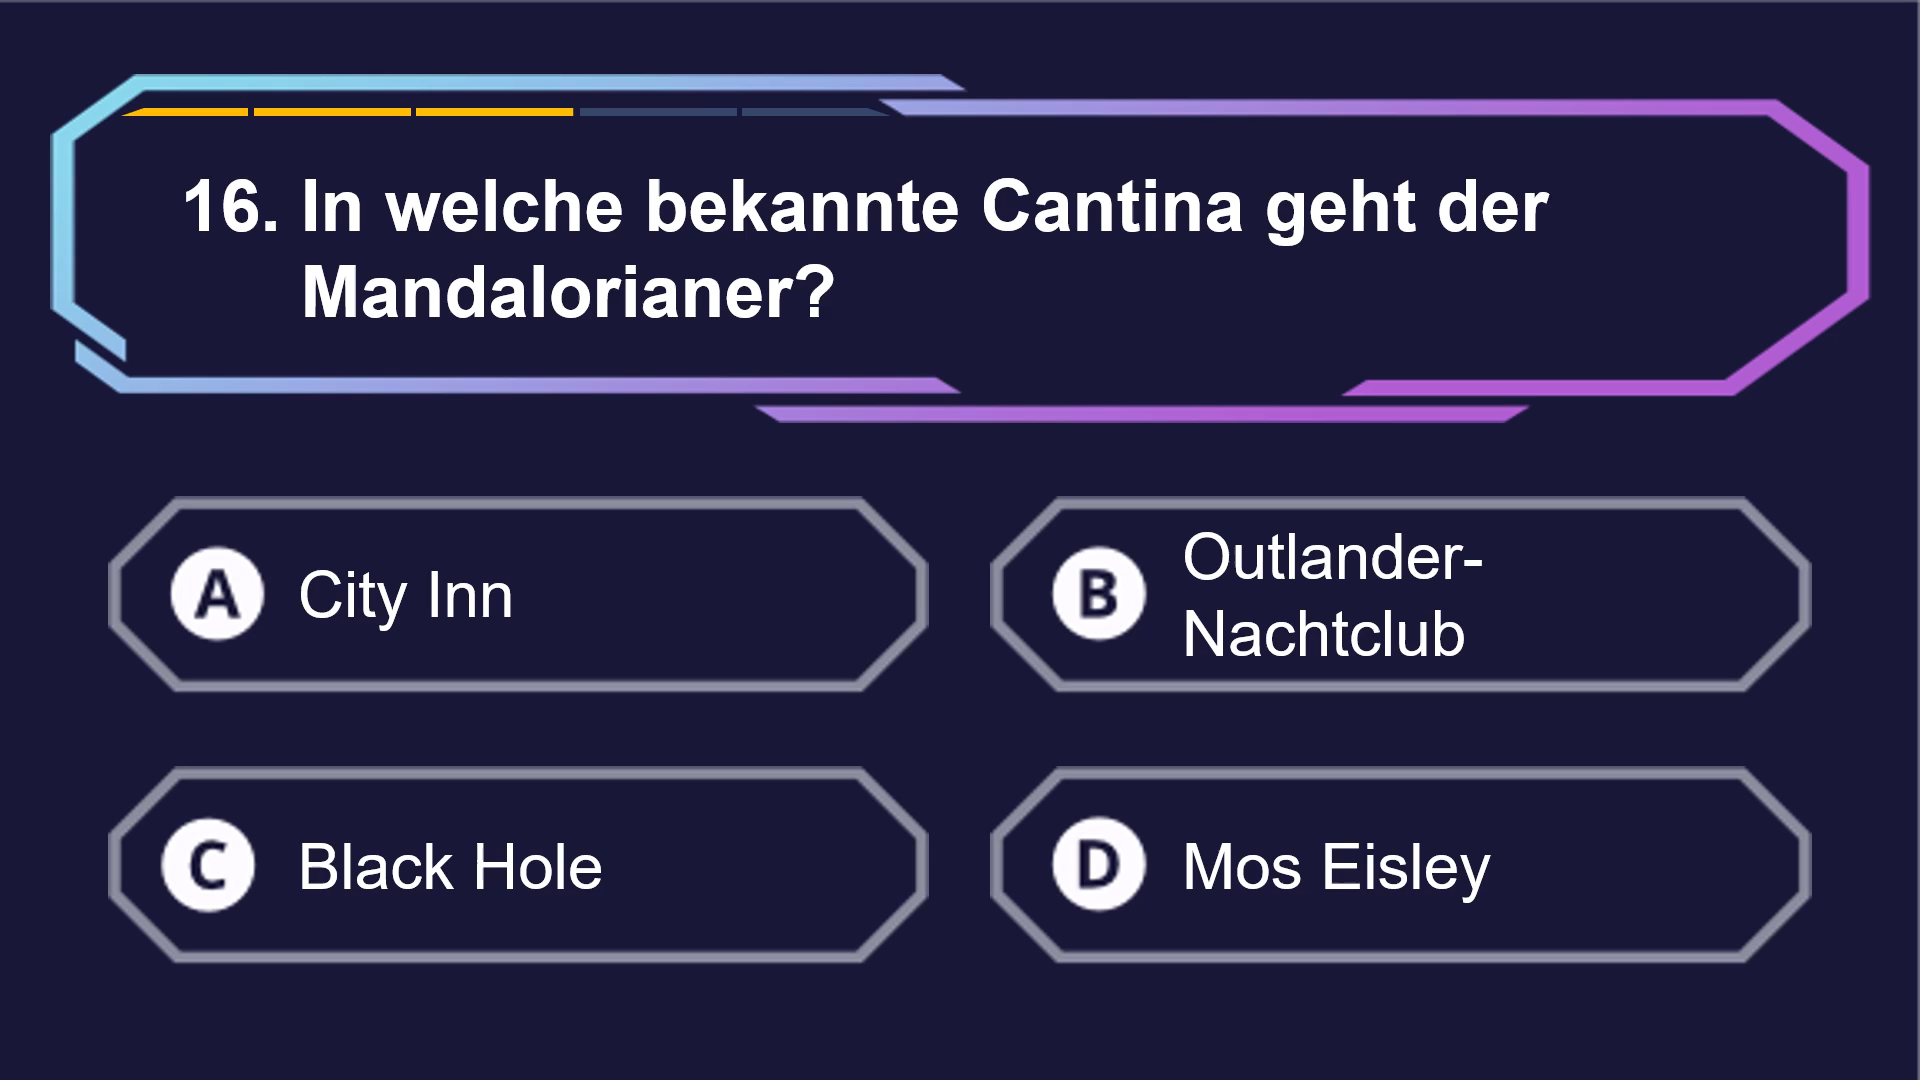 16. In welche bekannte Cantina geht der
Mandalorianer?
A City Inn
B Outlander-
Nachtclub
C Black Hole
D Mos Eisley